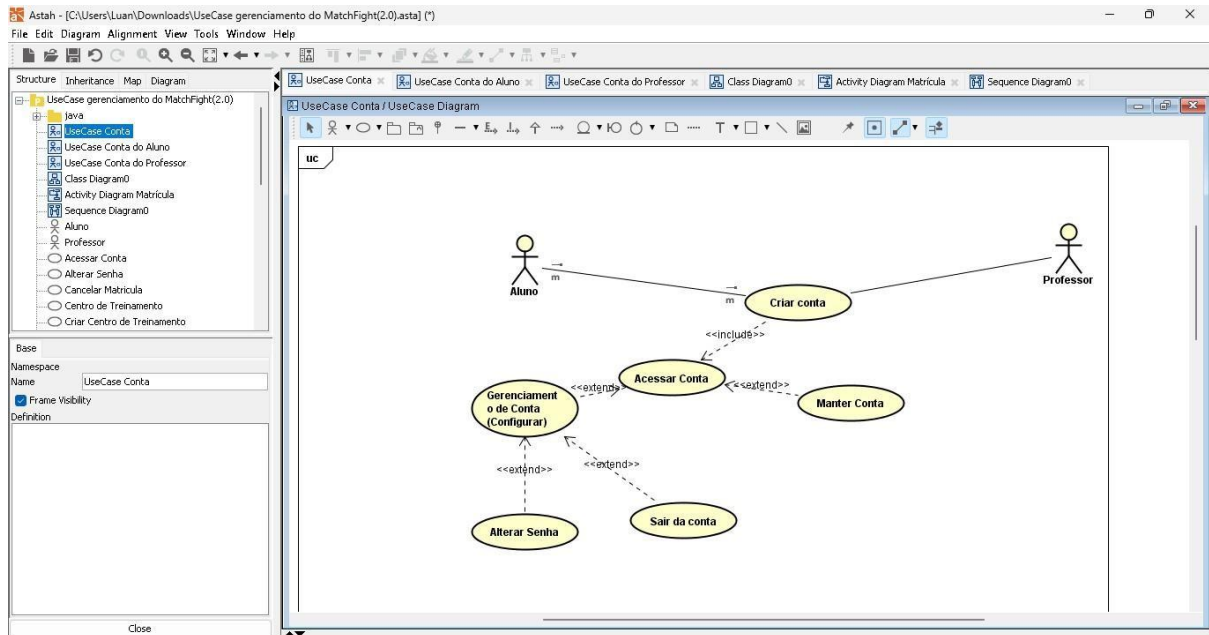 Astah - [C:\Users\Luan\Downloads\UseCase gerenciamento do MatchFight(2.0).asta] (*)
File Edit Diagram Alignment View Tools Window Help
Structure Inheritance Map Diagram
UseCase gerenciamento do MatchFight(2.0)
java
UseCase Conta
UseCase Conta do Aluno
UseCase Conta do Professor
Class Diagram0
Activity Diagram Matrícula
Sequence Diagram0
Aluno
Professor
Acessar Conta
Alterar Senha
Cancelar Matricula
Centro de Treinamento
Criar Centro de Treinamento
Base
Namespace
Name UseCase Conta
Frame Visibility
Definition
Close
UseCase Conta UseCase Conta do Aluno UseCase Conta do Professor Class Diagram0 Activity Diagram Matrícula Sequence Diagram0
UseCase Conta / UseCase Diagram
T
uc
Aluno
m
m
Professor
Criar conta
<<include>>
Acessar Conta
<<extend>>
<<extend>>
Gerenciament
o de Conta
(Configurar)
Manter Conta
<<extend>>
<<extend>>
Alterar Senha
Sair da conta